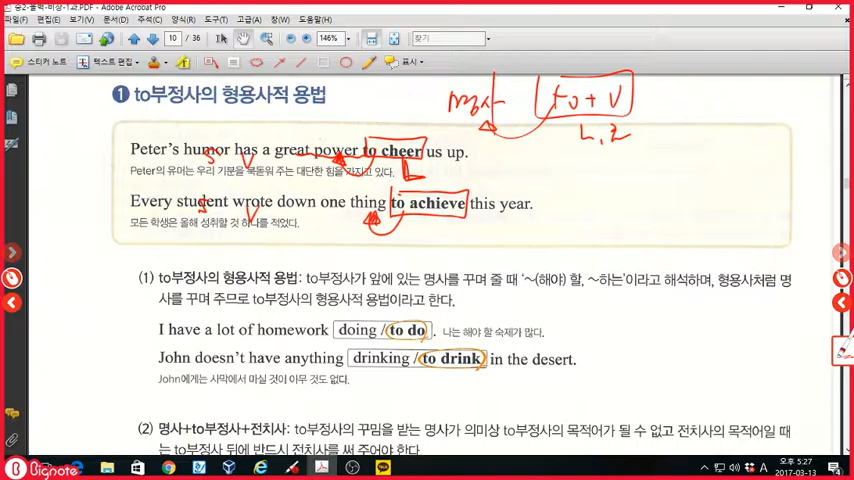 중2-블랙-비상-1과.PDF - Adobe Acrobat Pro
파일(F) 편집(E) 보기(V) 문서(D) 주석(C) 양식(R) 도구(T) 고급(A) 창(W) 도움말(H)
10 / 36 146% 찾기
스티커 노트 텍스트 편집 표시
명사 to + V
1 to부정사의 형용사적 용법
Peter's humor has a great power to cheer us up.
S V
Peter의 유머는 우리 기분을 북돋워 주는 대단한 힘을 가지고 있다.
Every student wrote down one thing to achieve this year.
S V
모든 학생은 올해 성취할 것 하나를 적었다.
(1) to부정사의 형용사적 용법: to부정사가 앞에 있는 명사를 꾸며 줄 때 '~(해야) 할, ~하는'이라고 해석하며, 형용사처럼 명
사를 꾸며 주므로 to부정사의 형용사적 용법이라고 한다.
I have a lot of homework doing / to do . 나는 해야 할 숙제가 많다.
John doesn't have anything drinking / to drink in the desert.
John에게는 사막에서 마실 것이 아무 것도 없다.
(2) 명사+to부정사+전치사: to부정사의 꾸밈을 받는 명사가 의미상 to부정사의 목적어가 될 수 없고 전치사의 목적어일 때
는 to부정사 뒤에 반드시 전치사를 써 주어야 한다.
Bignote
A 오후 5:27
2017-03-13